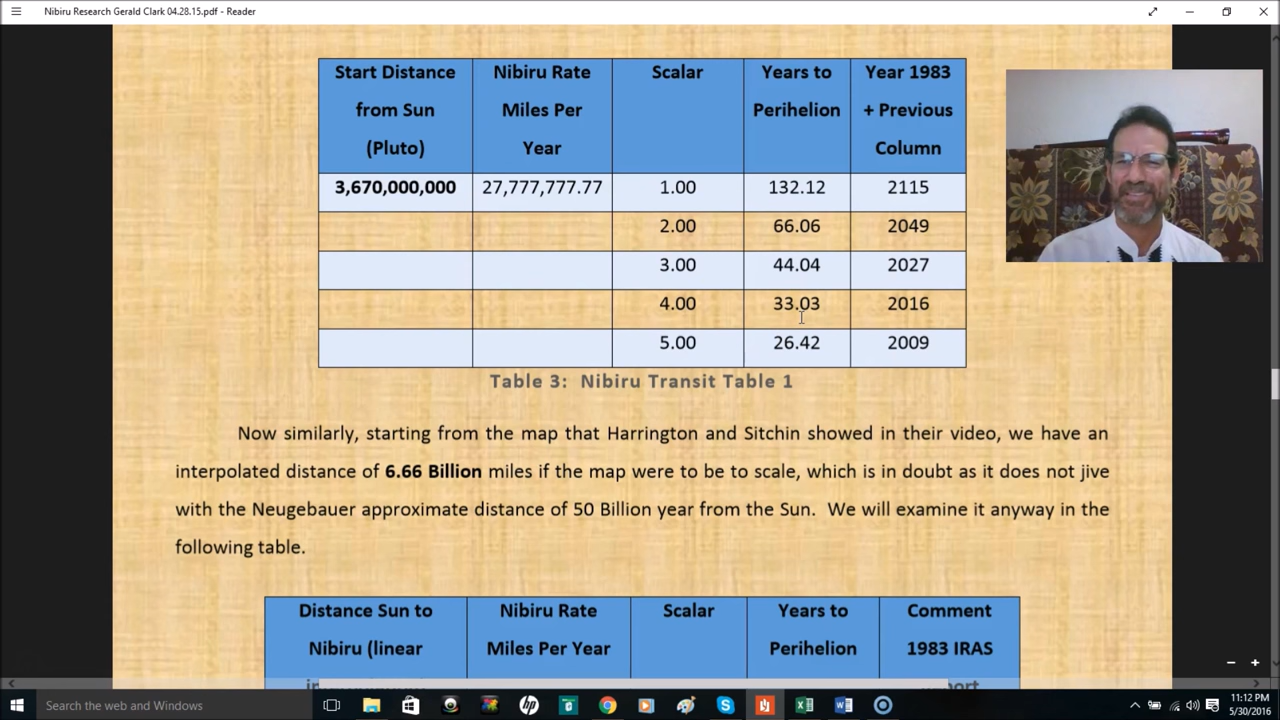 Nibiru Research Gerald Clark 04.28.15.pdf - Reader
Start Distance from Sun (Pluto) Nibiru Rate Miles Per Year Scalar Years to Perihelion Year 1983 + Previous Column
3,670,000,000 27,777,777.77 1.00 132.12 2115
2.00 66.06 2049
3.00 44.04 2027
4.00 33.03 2016
5.00 26.42 2009
Table 3: Nibiru Transit Table 1
Now similarly, starting from the map that Harrington and Sitchin showed in their video, we have an
interpolated distance of 6.66 Billion miles if the map were to be to scale, which is in doubt as it does not jive
with the Neugebauer approximate distance of 50 Billion year from the Sun. We will examine it anyway in the
following table.
Distance Sun to Nibiru Rate Scalar Years to Comment
Nibiru (linear Miles Per Year Perihelion 1983 IRAS
Search the web and Windows
11:12 PM
5/30/2016